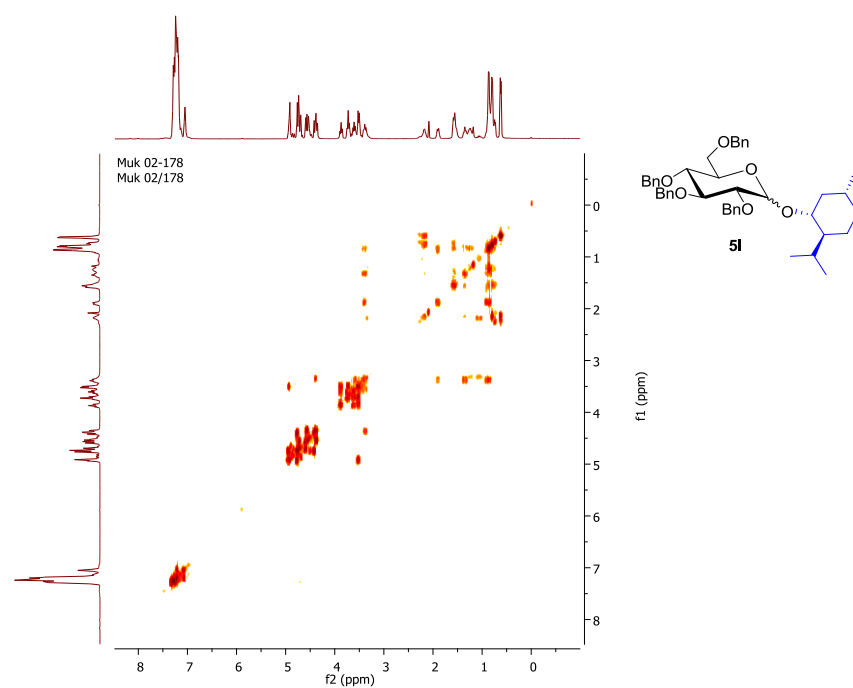 Muk 02-178
Muk 02/178
0
1
2
3
4
5
6
7
8
f1 (ppm)
8 7 6 5 4 3 2 1 0
f2 (ppm)
OBn
BnO
O
BnO
BnO
O
5l